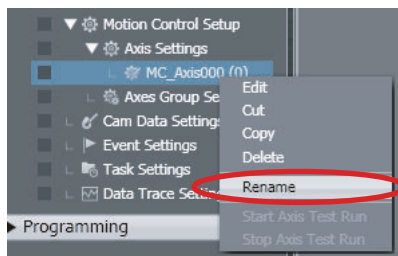 Motion Control Setup
Axis Settings
MC_Axis000 (0)
Axes Group Se
Cam Data Setting
Event Settings
Task Settings
Data Trace Setti
Programming
Edit
Cut
Copy
Delete
Rename
Start Axis Test Run
Stop Axis Test Run